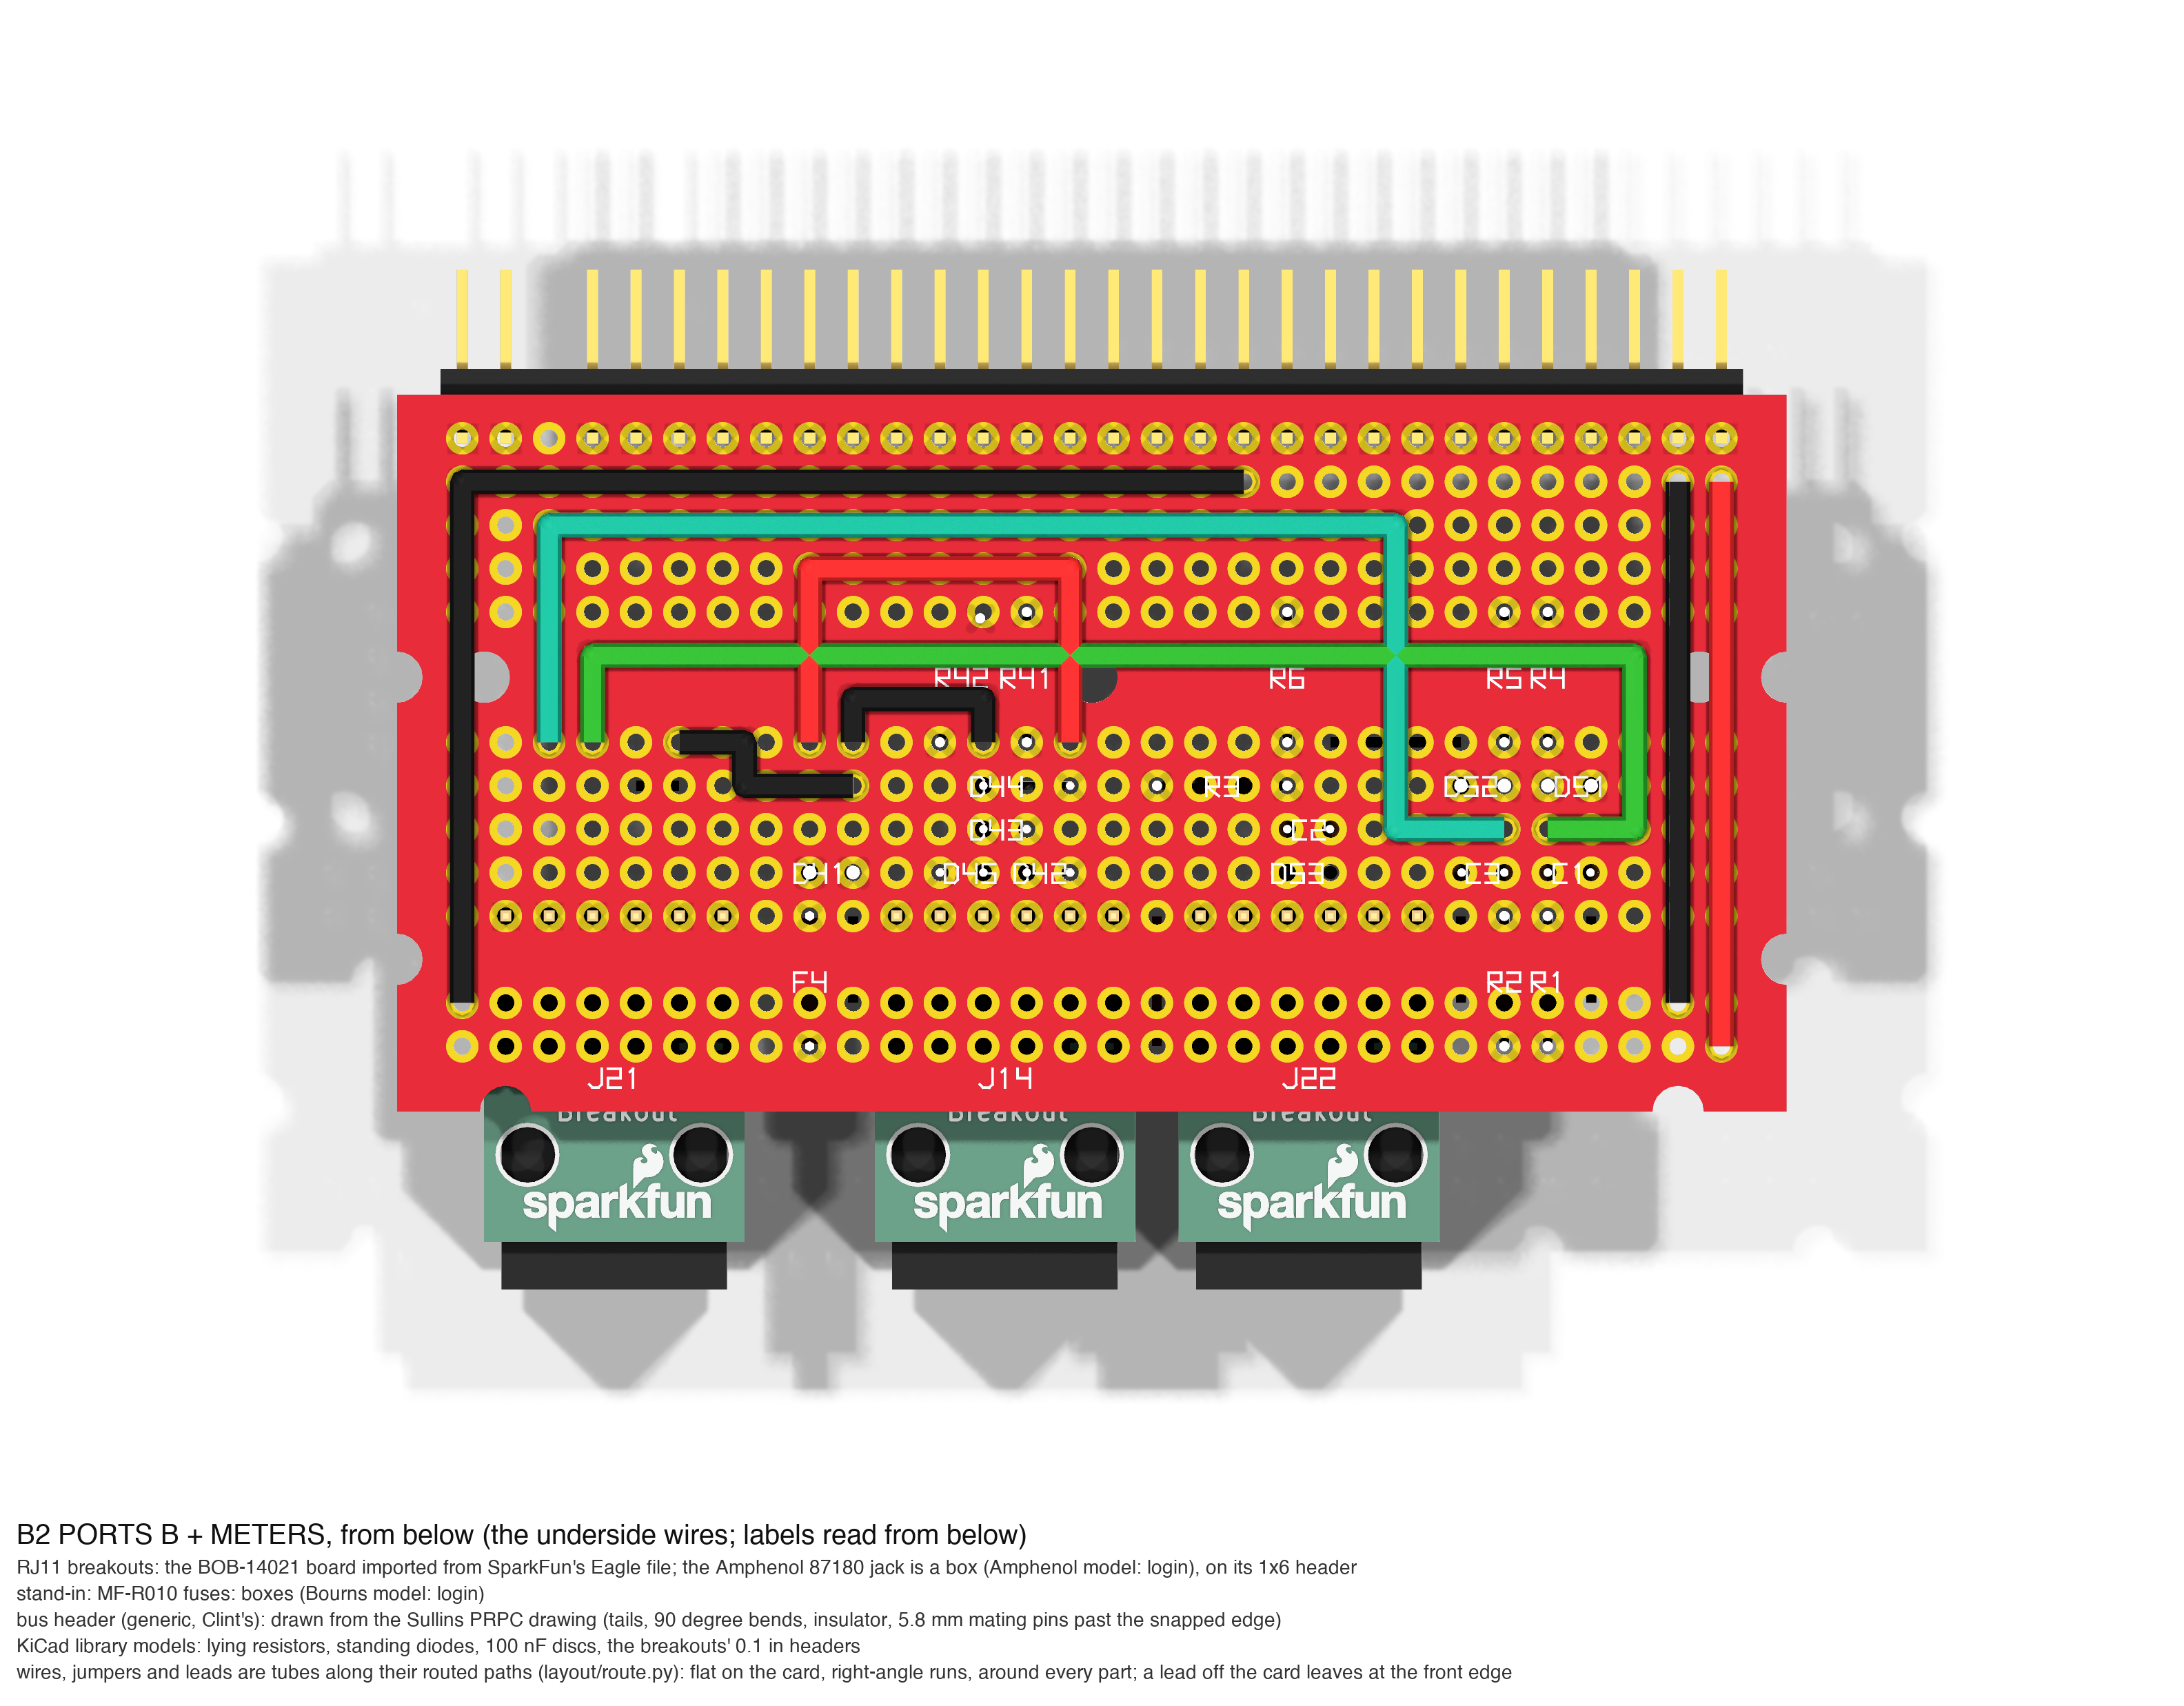 R42 R41 R6 R5 R4
D44 R3 DS2 DS1
D43 C2
D41 D45 D42 DS3 C3 C1
F4 R2 R1
J21 J14 J22
Breakout Breakout Breakout
sparkfun sparkfun sparkfun
B2 PORTS B + METERS, from below (the underside wires; labels read from below)
RJ11 breakouts: the BOB-14021 board imported from SparkFun's Eagle file; the Amphenol 87180 jack is a box (Amphenol model: login), on its 1x6 header
stand-in: MF-R010 fuses: boxes (Bourns model: login)
bus header (generic, Clint's): drawn from the Sullins PRPC drawing (tails, 90 degree bends, insulator, 5.8 mm mating pins past the snapped edge)
KiCad library models: lying resistors, standing diodes, 100 nF discs, the breakouts' 0.1 in headers
wires, jumpers and leads are tubes along their routed paths (layout/route.py): flat on the card, right-angle runs, around every part; a lead off the card leaves at the front edge